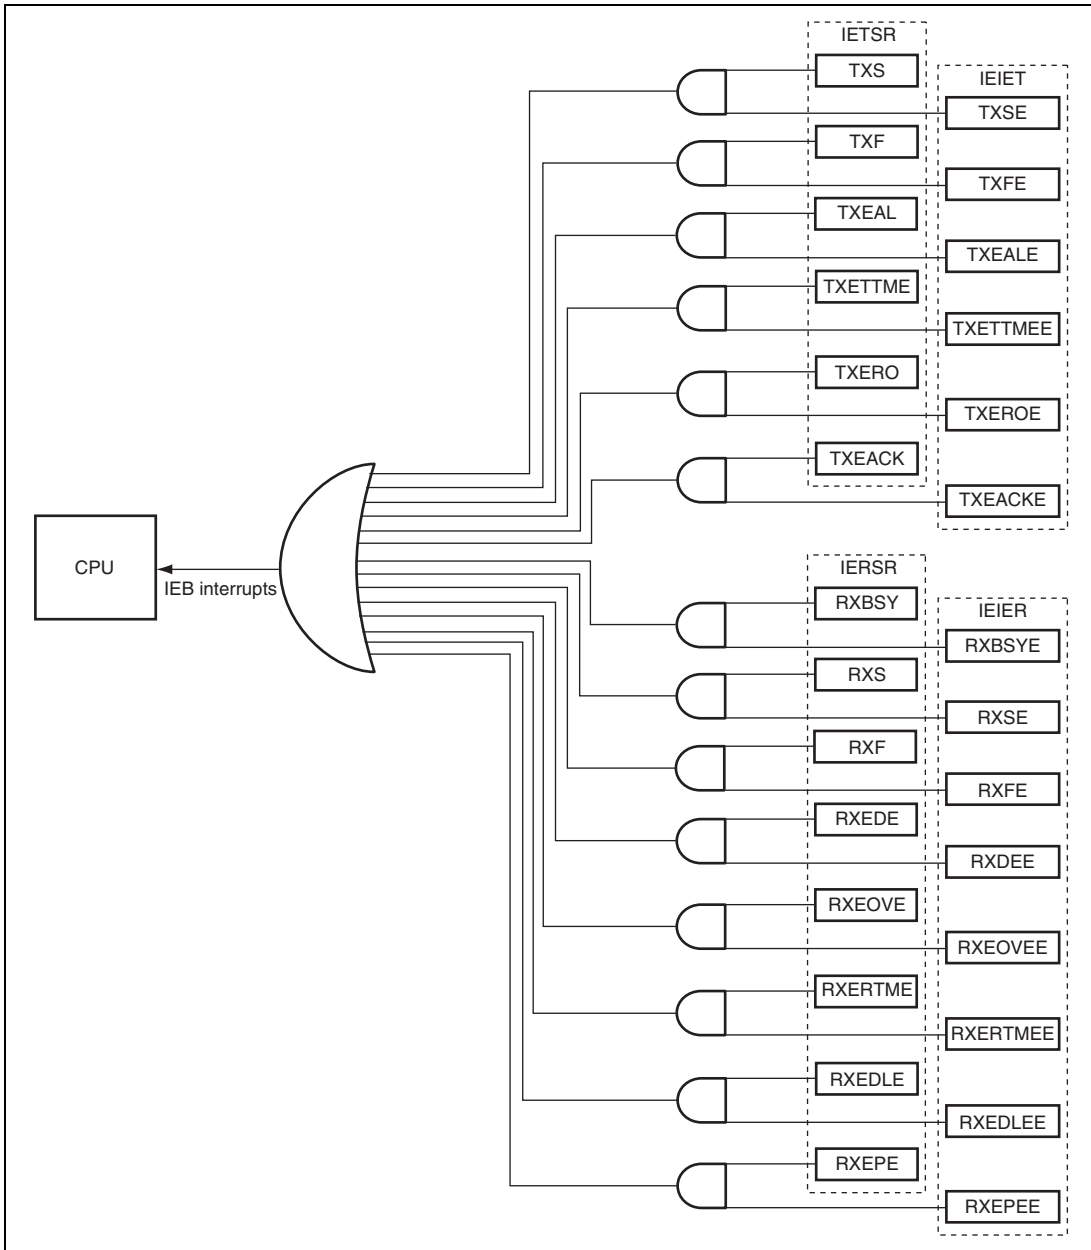 IETSR
TXS
IEIET
TXSE
TXF
TXFE
TXEAL
TXEALE
TXETTME
TXETTMEE
TXERO
TXEROE
TXEACK
TXEACKE
CPU
IEB interrupts
IERSR
RXBSY
IEIER
RXBSYE
RXS
RXSE
RXF
RXFE
RXEDE
RXDEE
RXEOVE
RXEOVEE
RXERTME
RXERTMEE
RXEDLE
RXEDLEE
RXEPE
RXEPEE